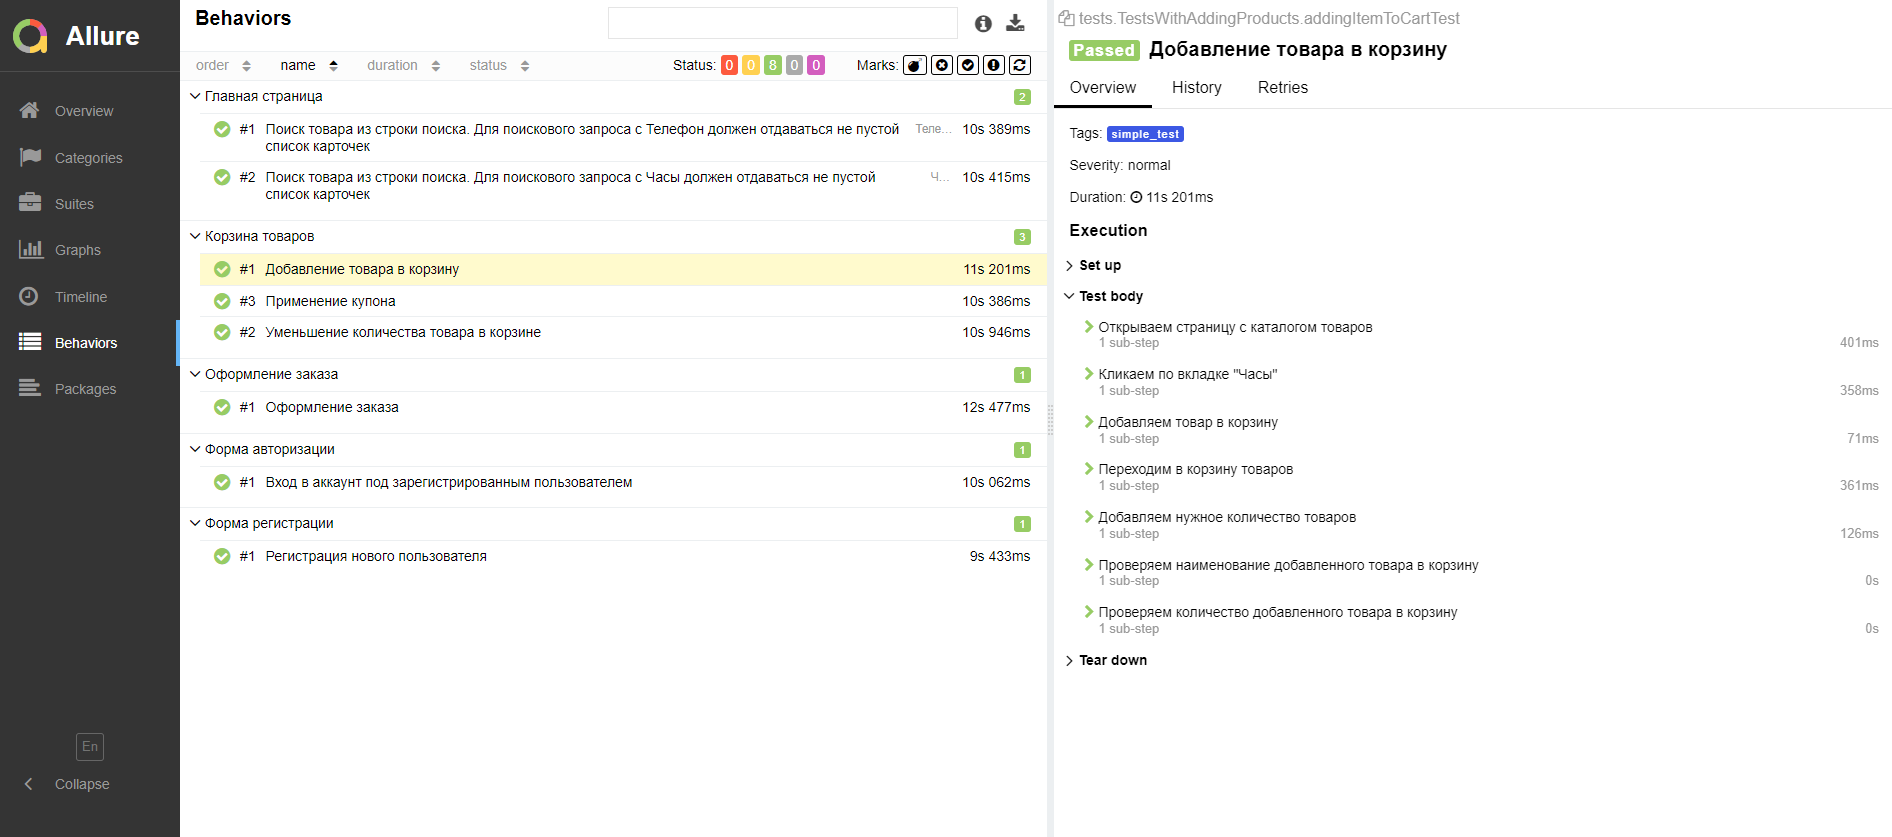 Allure
Overview
Categories
Suites
Graphs
Timeline
Behaviors
Packages
En
Collapse
Behaviors
order name duration status Status: 0 0 8 0 0 Marks:
Главная страница 2
#1 Поиск товара из строки поиска. Для поискового запроса с Телефон должен отдаваться не пустой Теле... 10s 389ms
список карточек
#2 Поиск товара из строки поиска. Для поискового запроса с Часы должен отдаваться не пустой Ч... 10s 415ms
список карточек
Корзина товаров 3
#1 Добавление товара в корзину 11s 201ms
#3 Применение купона 10s 386ms
#2 Уменьшение количества товара в корзине 10s 946ms
Оформление заказа 1
#1 Оформление заказа 12s 477ms
Форма авторизации 1
#1 Вход в аккаунт под зарегистрированным пользователем 10s 062ms
Форма регистрации 1
#1 Регистрация нового пользователя 9s 433ms
tests.TestsWithAddingProducts.addingItemToCartTest
Passed Добавление товара в корзину
Overview History Retries
Tags: simple_test
Severity: normal
Duration: 11s 201ms
Execution
Set up
Test body
Открываем страницу с каталогом товаров
1 sub-step 401ms
Кликаем по вкладке "Часы"
1 sub-step 358ms
Добавляем товар в корзину
1 sub-step 71ms
Переходим в корзину товаров
1 sub-step 361ms
Добавляем нужное количество товаров
1 sub-step 126ms
Проверяем наименование добавленного товара в корзину
1 sub-step 0s
Проверяем количество добавленного товара в корзину
1 sub-step 0s
Tear down